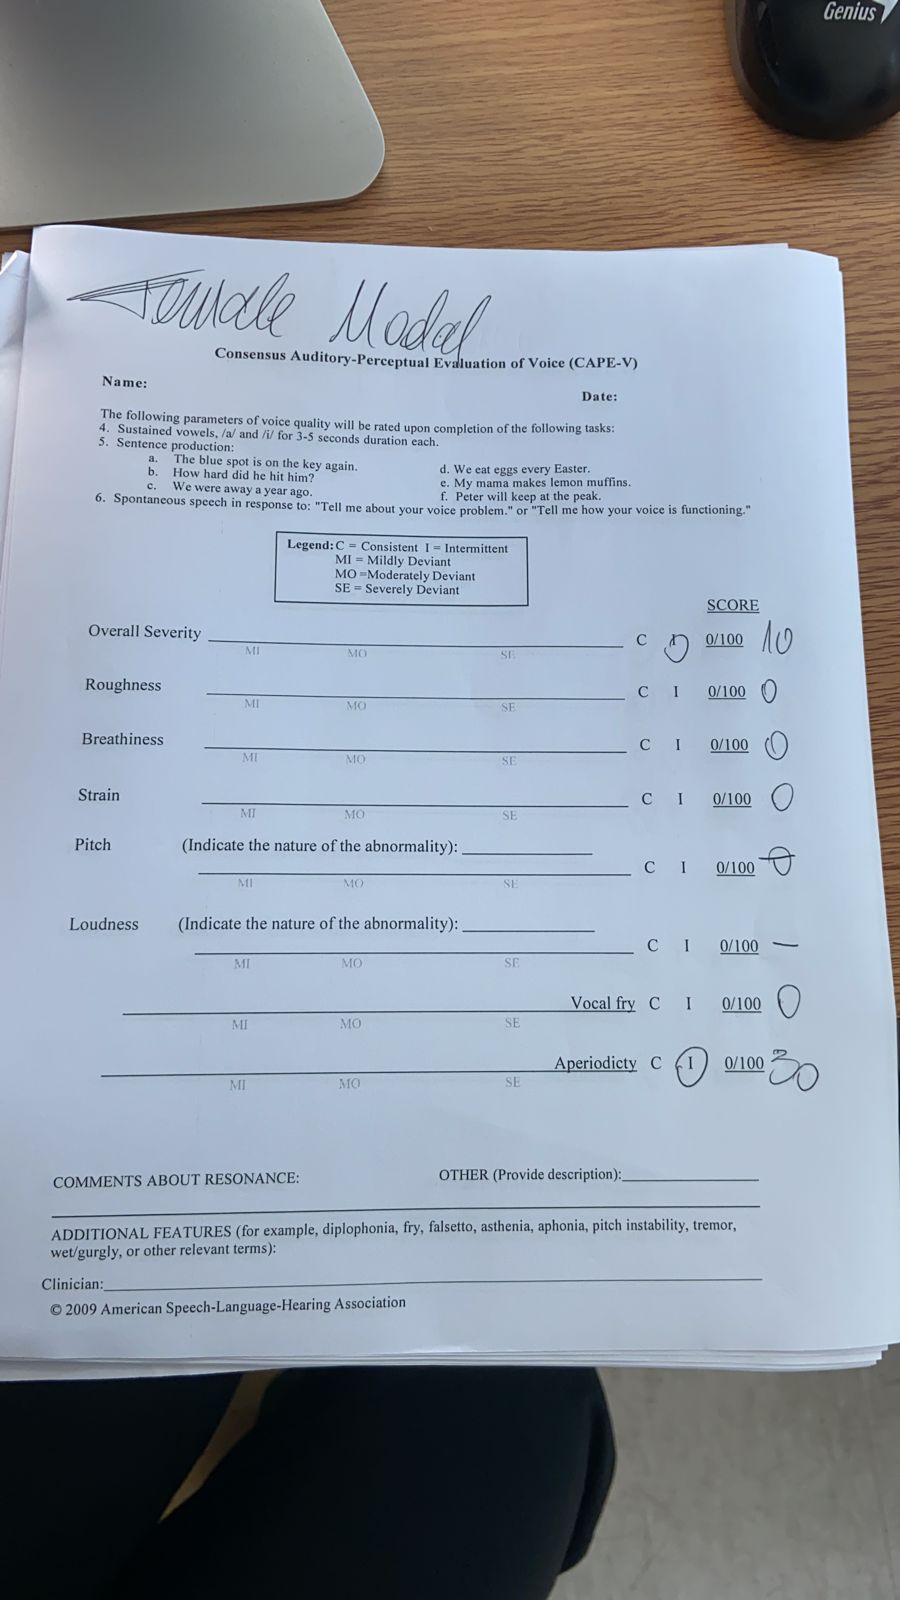 Genius
Female Modal
Consensus Auditory-Perceptual Evaluation of Voice (CAPE-V)
Name:
Date:
The following parameters of voice quality will be rated upon completion of the following tasks:
4. Sustained vowels, /a/ and /i/ for 3-5 seconds duration each.
5. Sentence production:
a. The blue spot is on the key again.
b. How hard did he hit him?
c. We were away a year ago.
d. We eat eggs every Easter.
e. My mama makes lemon muffins.
f. Peter will keep at the peak.
6. Spontaneous speech in response to: "Tell me about your voice problem." or "Tell me how your voice is functioning."
Legend: C = Consistent I = Intermittent
MI = Mildly Deviant
MO =Moderately Deviant
SE = Severely Deviant
SCORE
Overall Severity C I 0/100 10
MI MO SE
Roughness C I 0/100 0
MI MO SE
Breathiness C I 0/100 0
MI MO SE
Strain C I 0/100 0
MI MO SE
Pitch (Indicate the nature of the abnormality):
C I 0/100 0
MI MO SE
Loudness (Indicate the nature of the abnormality):
C I 0/100 —
MI MO SE
Vocal fry C I 0/100 0
MI MO SE
Aperiodicty C I 0/100 30
MI MO SE
COMMENTS ABOUT RESONANCE:
OTHER (Provide description):
ADDITIONAL FEATURES (for example, diplophonia, fry, falsetto, asthenia, aphonia, pitch instability, tremor,
wet/gurgly, or other relevant terms):
Clinician:
© 2009 American Speech-Language-Hearing Association